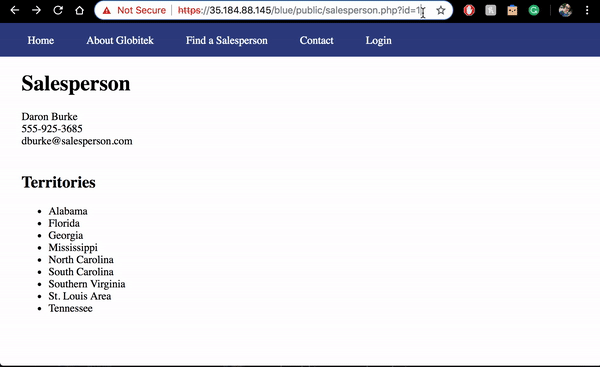 Not Secure https://35.184.88.145/blue/public/salesperson.php?id=1
Home About Globitek Find a Salesperson Contact Login
Salesperson
Daron Burke
555-925-3685
dburke@salesperson.com
Territories
Alabama
Florida
Georgia
Mississippi
North Carolina
South Carolina
Southern Virginia
St. Louis Area
Tennessee